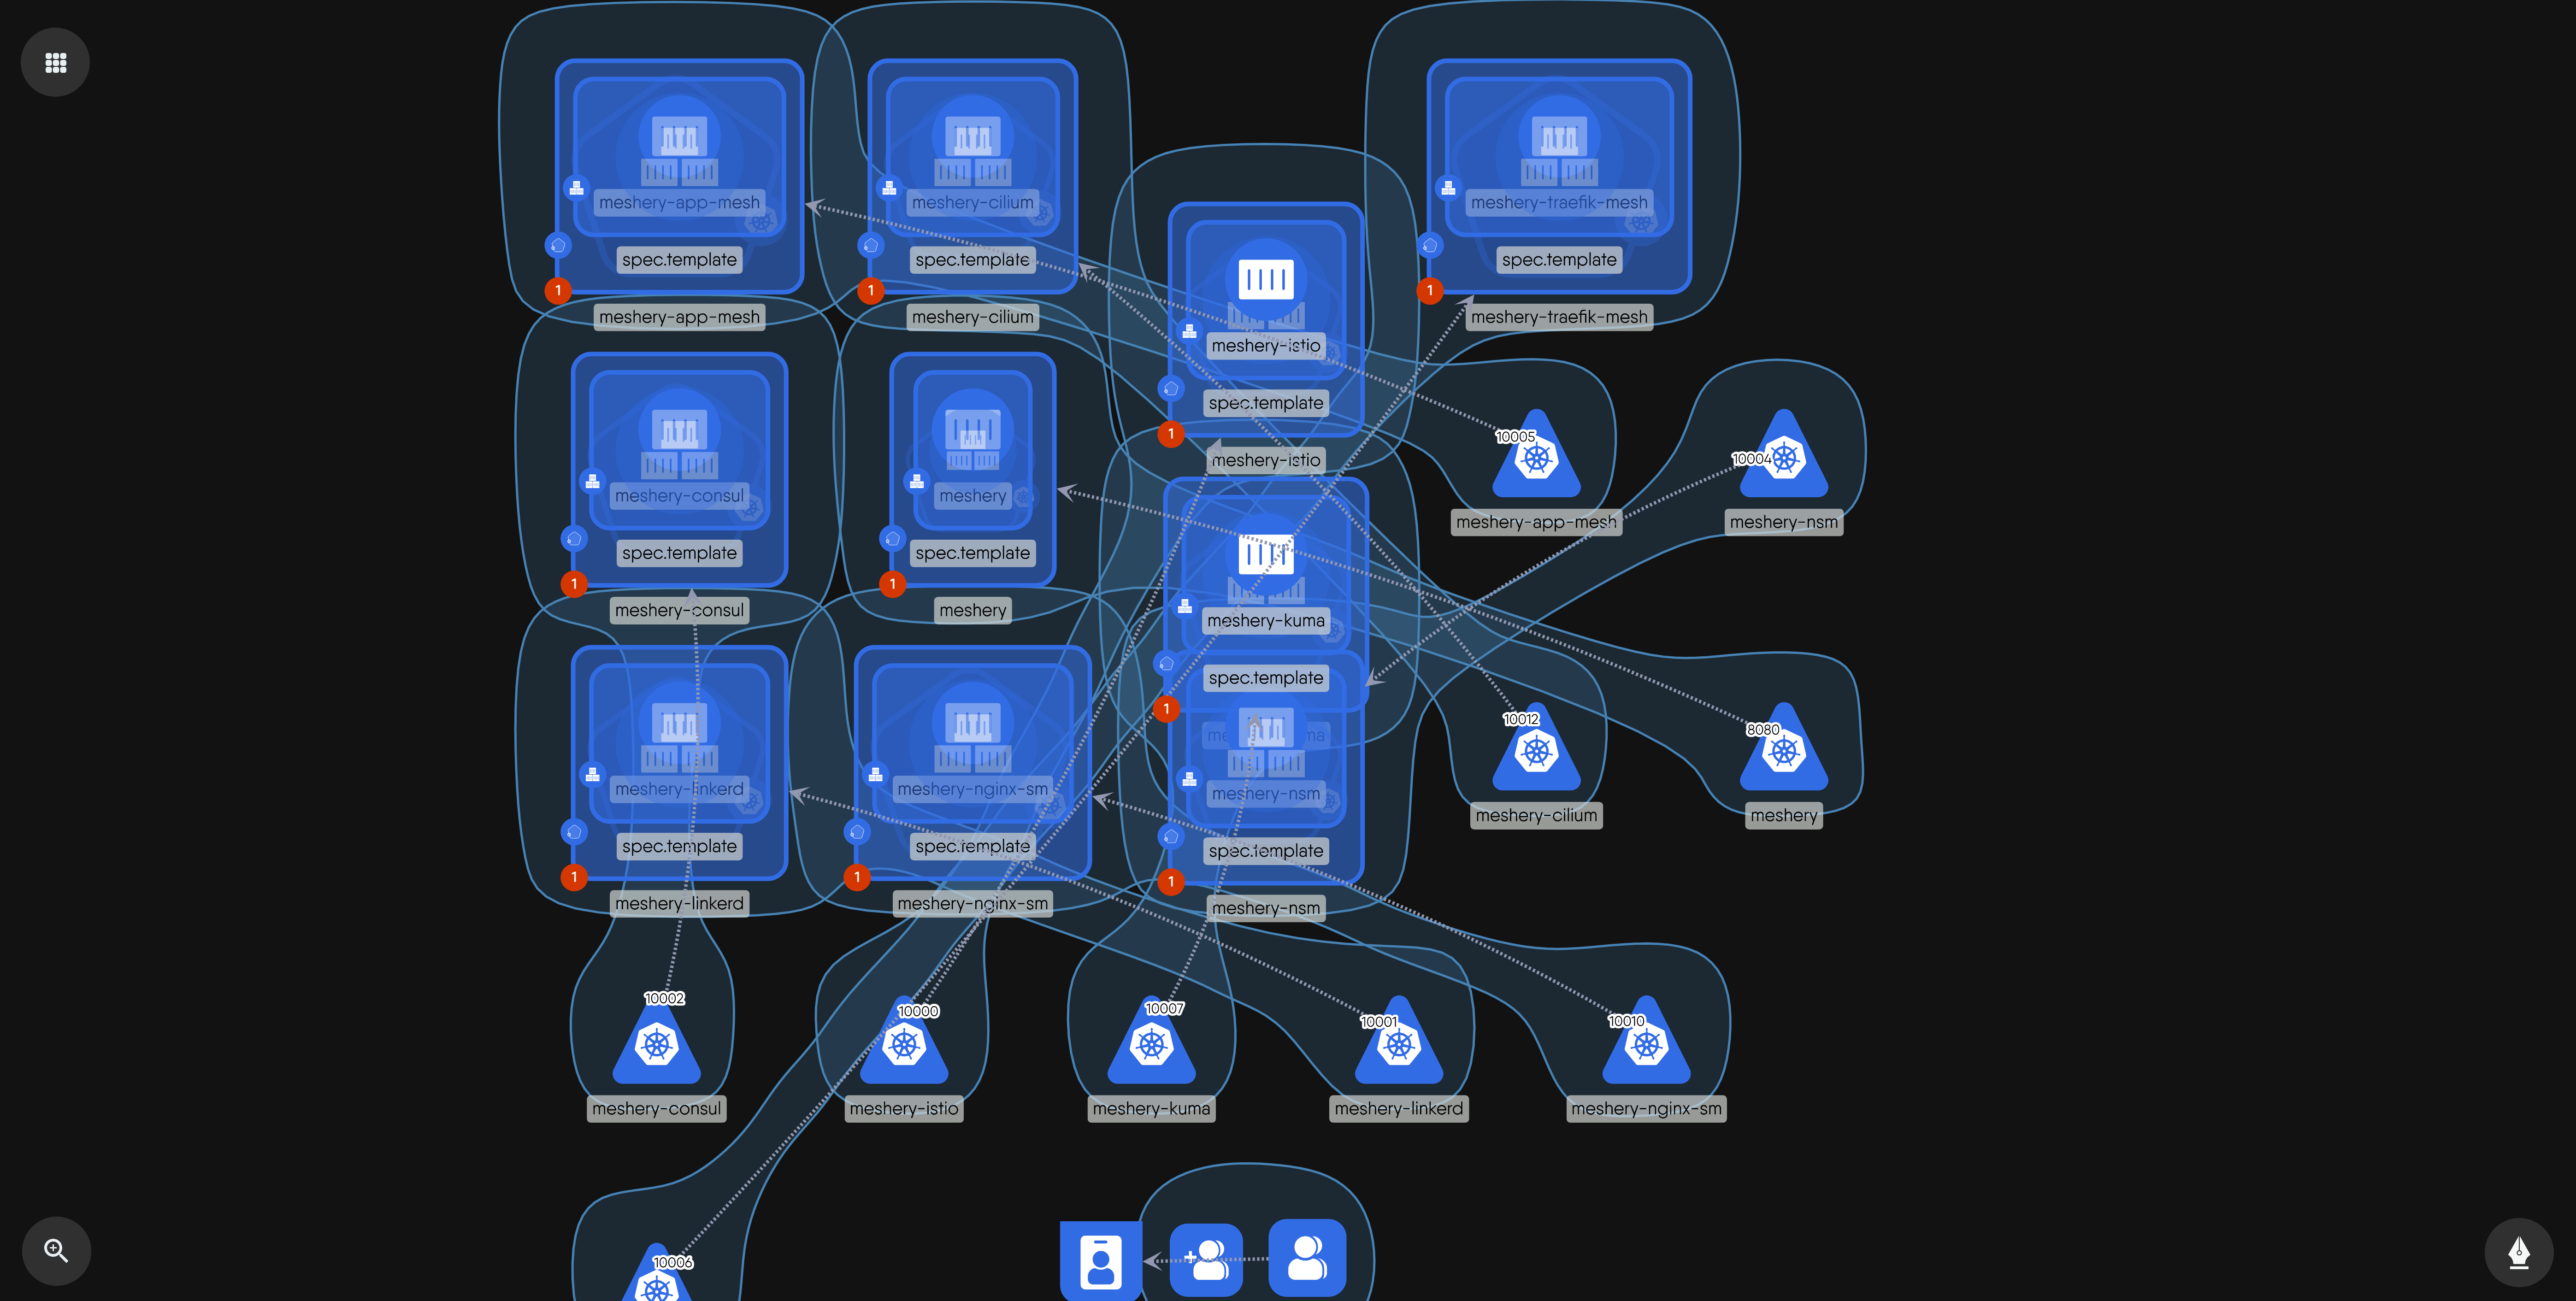 meshery-app-mesh
spec.template
1
meshery-app-mesh
meshery-cilium
spec.template
1
meshery-cilium
meshery-istio
spec.template
1
meshery-istio
meshery-traefik-mesh
spec.template
1
meshery-traefik-mesh
meshery-consul
spec.template
1
meshery-consul
meshery
spec.template
1
meshery
meshery-kuma
spec.template
1
10005
meshery-app-mesh
10004
meshery-nsm
meshery-linkerd
spec.template
1
meshery-linkerd
meshery-nginx-sm
spec.template
1
meshery-nginx-sm
meshery-nsm
spec.template
1
meshery-nsm
10012
meshery-cilium
8080
meshery
10002
meshery-consul
10000
meshery-istio
10007
meshery-kuma
10001
meshery-linkerd
10010
meshery-nginx-sm
10006